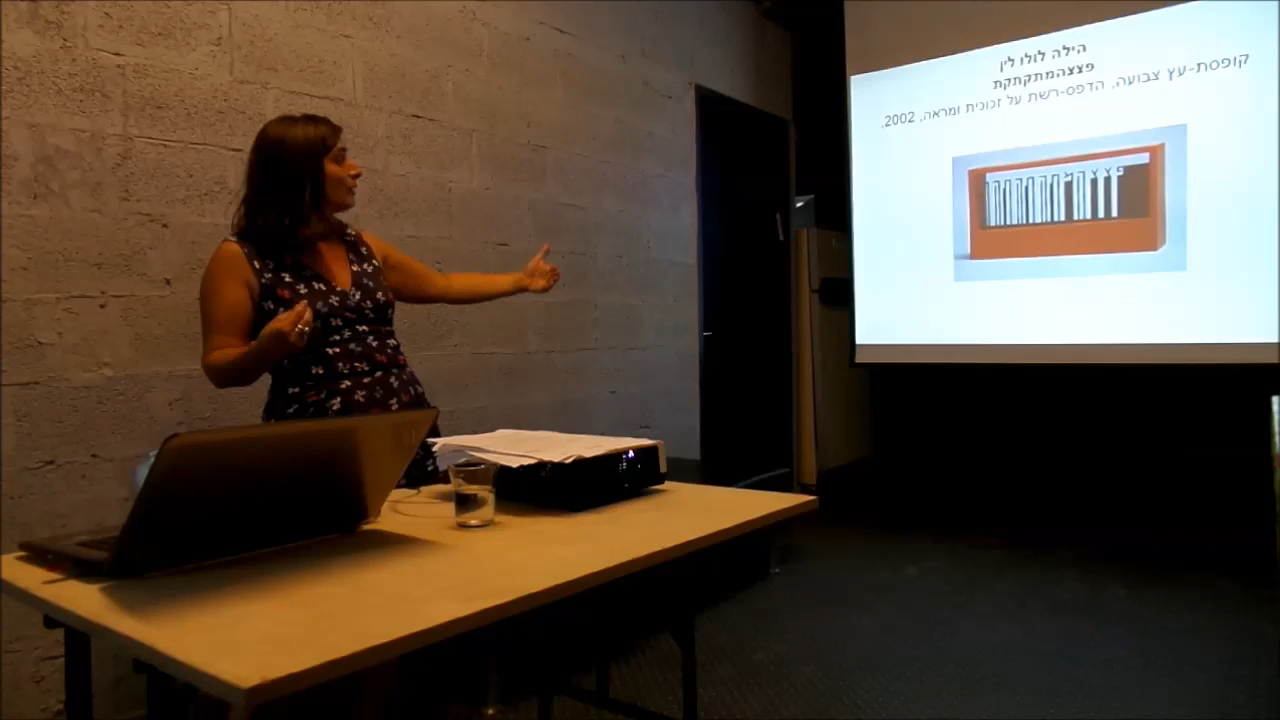 הילה לולו לין
פצצהמתקתקת
קופסת-עץ צבועה, הדפס-רשת על זכוכית ומראה, 2002,